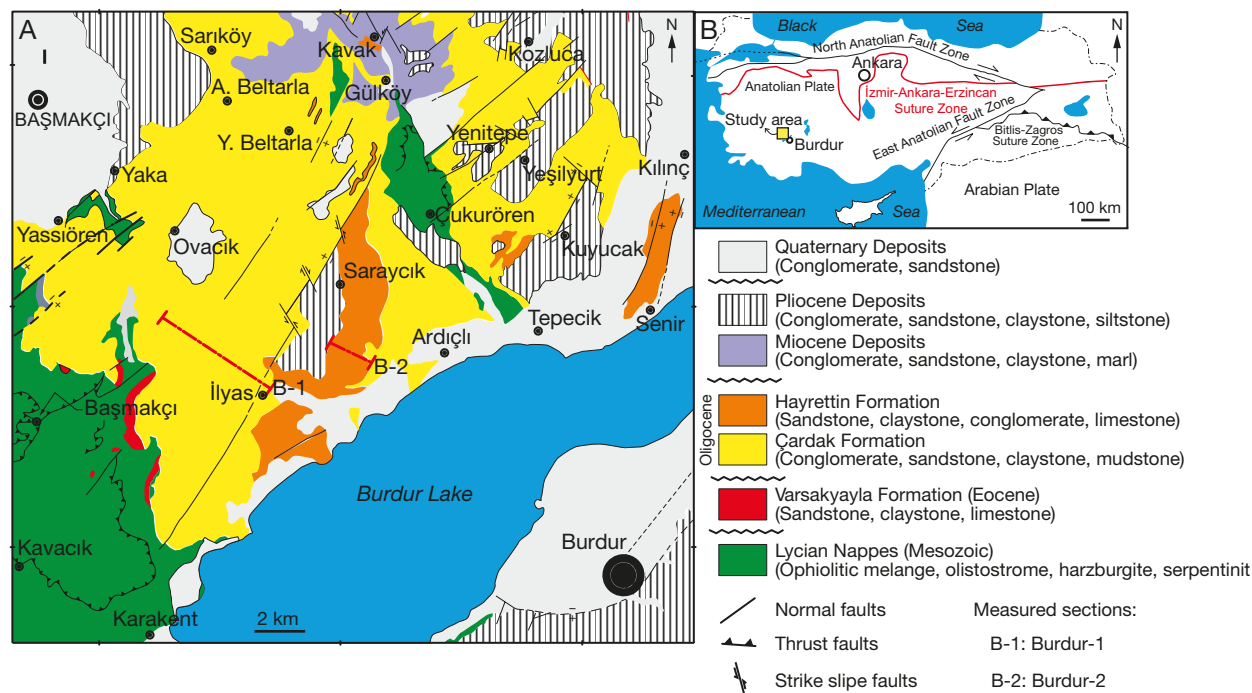 A
N
I
Sarıköy
Kavak
Kozluca
A. Beltarla
Gülköy
BAŞMAKÇI
Y. Beltarla
Yenitepe
Yaka
Yeşilyurt
Kılınç
Yassıören
Ovacık
Çukurören
Kuyucak
Saraycık
Tepecik
Senir
Ardıçlı
B-2
İlyas
B-1
Başmakçı
Burdur Lake
Burdur
Kavacık
Karakent
2 km
B
Black
Sea
N
North Anatolian Fault Zone
Ankara
Anatolian Plate
İzmir-Ankara-Erzincan
Suture Zone
Study area
East Anatolian Fault Zone
Bitlis-Zagros
Suture Zone
Burdur
Arabian Plate
Mediterranean
Sea
100 km
Quaternary Deposits
(Conglomerate, sandstone)
Pliocene Deposits
(Conglomerate, sandstone, claystone, siltstone)
Miocene Deposits
(Conglomerate, sandstone, claystone, marl)
Oligocene
Hayrettin Formation
(Sandstone, claystone, conglomerate, limestone)
Çardak Formation
(Conglomerate, sandstone, claystone, mudstone)
Varsakyayla Formation (Eocene)
(Sandstone, claystone, limestone)
Lycian Nappes (Mesozoic)
(Ophiolitic melange, olistostrome, harzburgite, serpentinit
Normal faults
Measured sections:
Thrust faults
B-1: Burdur-1
Strike slipe faults
B-2: Burdur-2